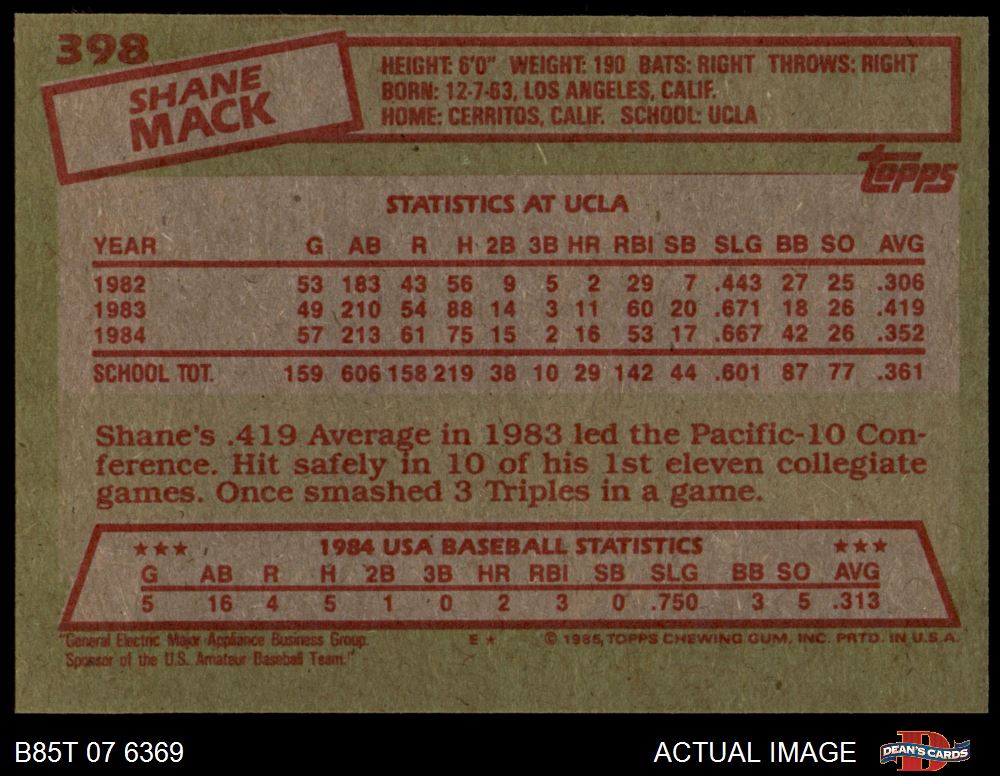 398
SHANE
MACK
HEIGHT: 6'0" WEIGHT: 190 BATS: RIGHT THROWS: RIGHT
BORN: 12-7-63, LOS ANGELES, CALIF.
HOME: CERRITOS, CALIF. SCHOOL: UCLA
topps
STATISTICS AT UCLA
YEAR G AB R H 2B 3B HR RBI SB SLG BB SO AVG
1982 53 183 43 56 9 5 2 29 7 .443 27 25 .306
1983 49 210 54 88 14 3 11 60 20 .671 18 26 .419
1984 57 213 61 75 15 2 16 53 17 .667 42 26 .352
SCHOOL TOT. 159 606 158 219 38 10 29 142 44 .601 87 77 .361
Shane's .419 Average in 1983 led the Pacific-10 Con-
ference. Hit safely in 10 of his 1st eleven collegiate
games. Once smashed 3 Triples in a game.
★★★ 1984 USA BASEBALL STATISTICS ★★★
G AB R H 2B 3B HR RBI SB SLG BB SO AVG
5 16 4 5 1 0 2 3 0 .750 3 5 .313
"General Electric Major Appliance Business Group. E★ © 1985, TOPPS CHEWING GUM, INC. PRTD. IN U.S.A.
Sponsor of the U.S. Amateur Baseball Team."
B85T 07 6369 ACTUAL IMAGE D DEAN'S CARDS